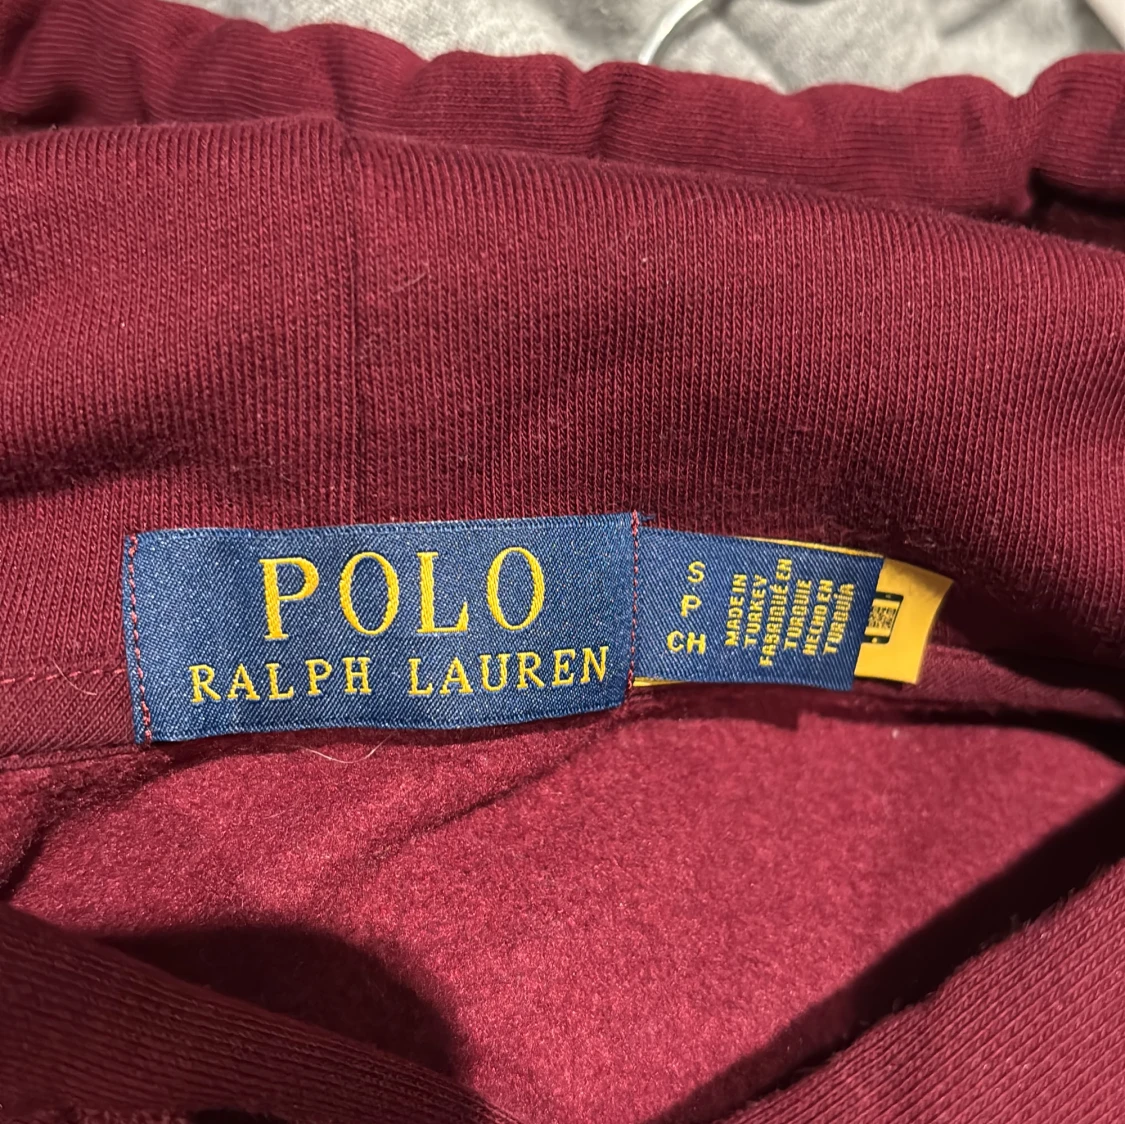 POLO
RALPH LAUREN
S
P
CH
MADE IN
TURKEY
FABRIQUÉ EN
TURQUIE
HECHO EN
TURQUÍA